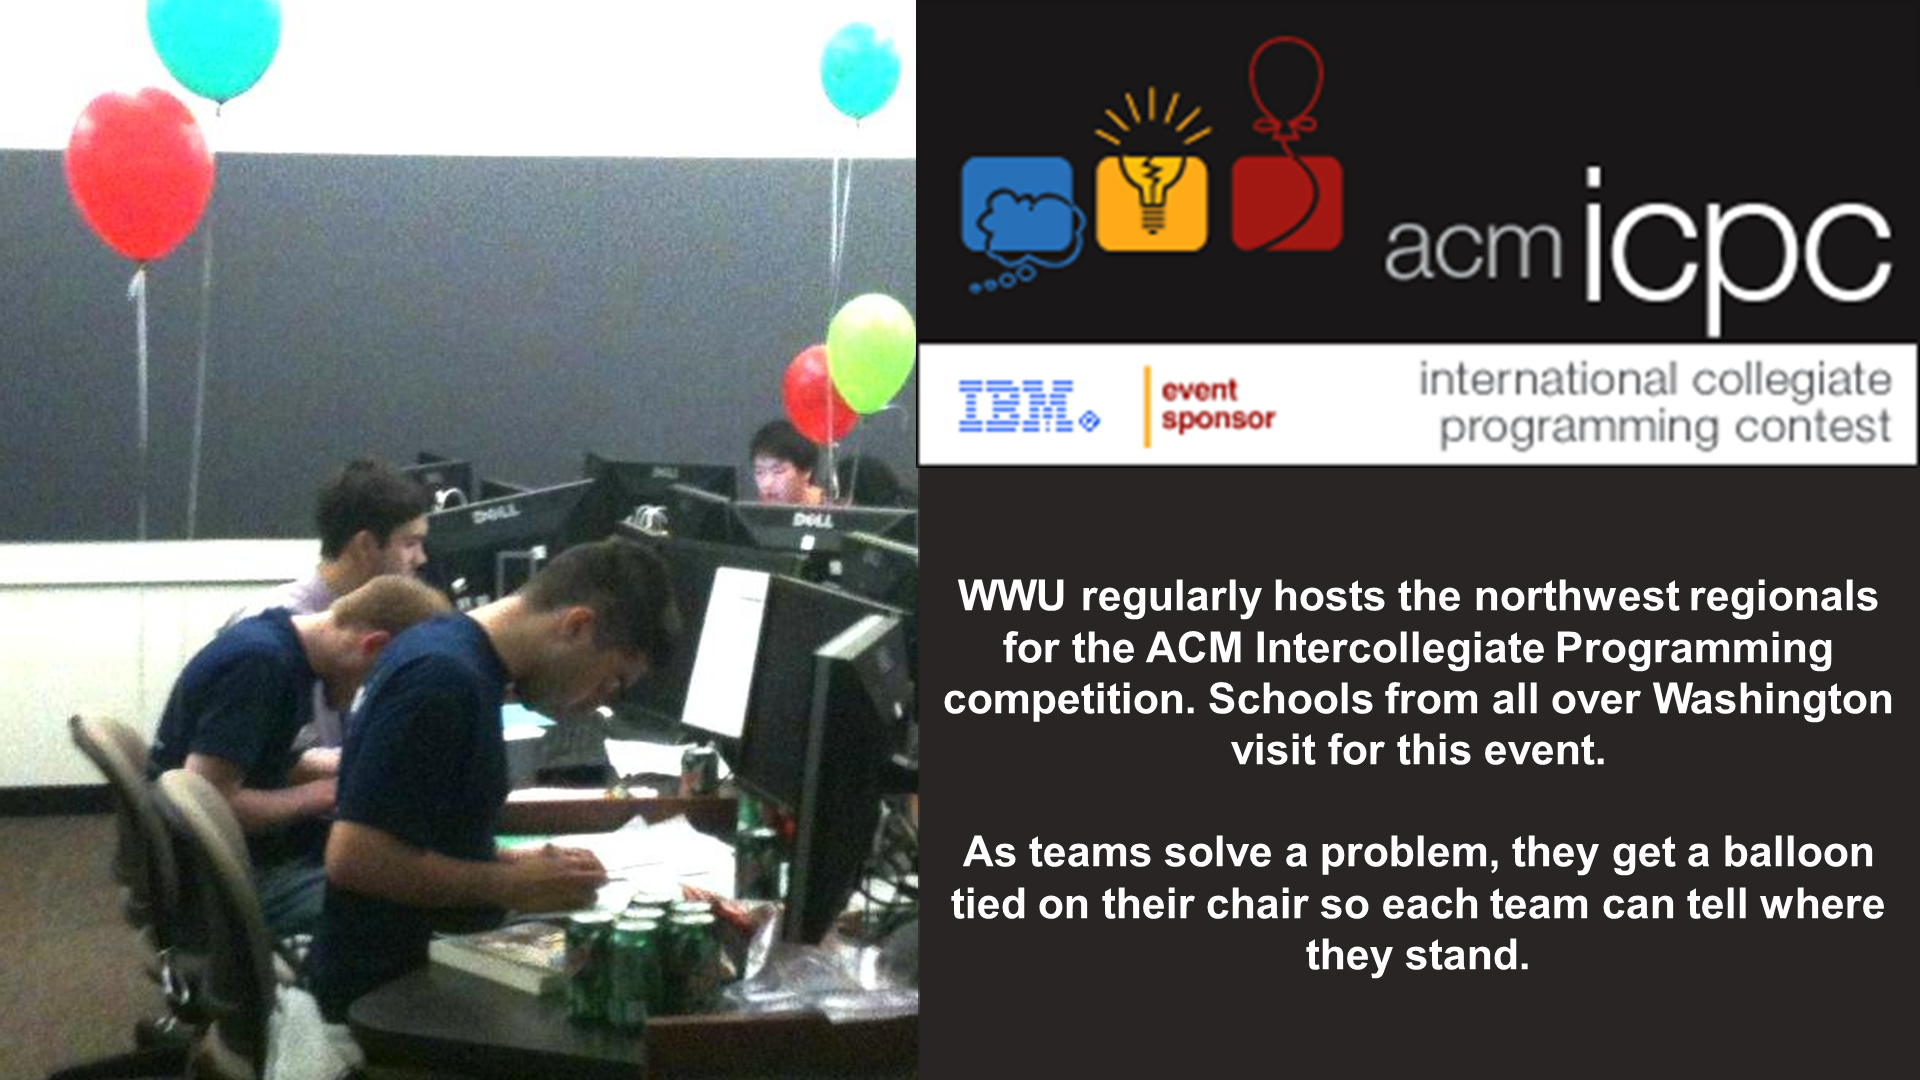 acm icpc
IBM
event
sponsor
international collegiate
programming contest
DELL
DELL
DELL
WWU regularly hosts the northwest regionals
for the ACM Intercollegiate Programming
competition. Schools from all over Washington
visit for this event.
As teams solve a problem, they get a balloon
tied on their chair so each team can tell where
they stand.